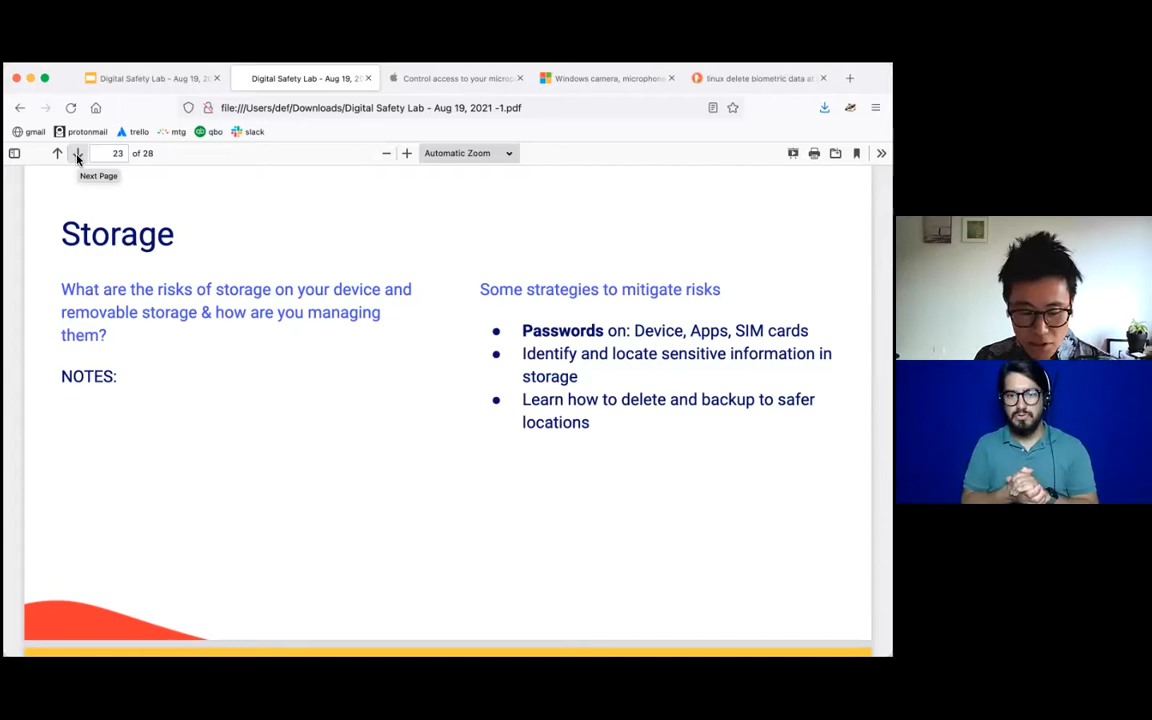 Digital Safety Lab - Aug 19, 2
Digital Safety Lab - Aug 19, 20
Control access to your microp
Windows camera, microphone
linux delete biometric data at
file:///Users/def/Downloads/Digital Safety Lab - Aug 19, 2021 -1.pdf
gmail protonmail trello mtg qbo slack
23 of 28 Automatic Zoom
Next Page
Storage
What are the risks of storage on your device and
removable storage & how are you managing
them?
NOTES:
Some strategies to mitigate risks
● Passwords on: Device, Apps, SIM cards
● Identify and locate sensitive information in
storage
● Learn how to delete and backup to safer
locations